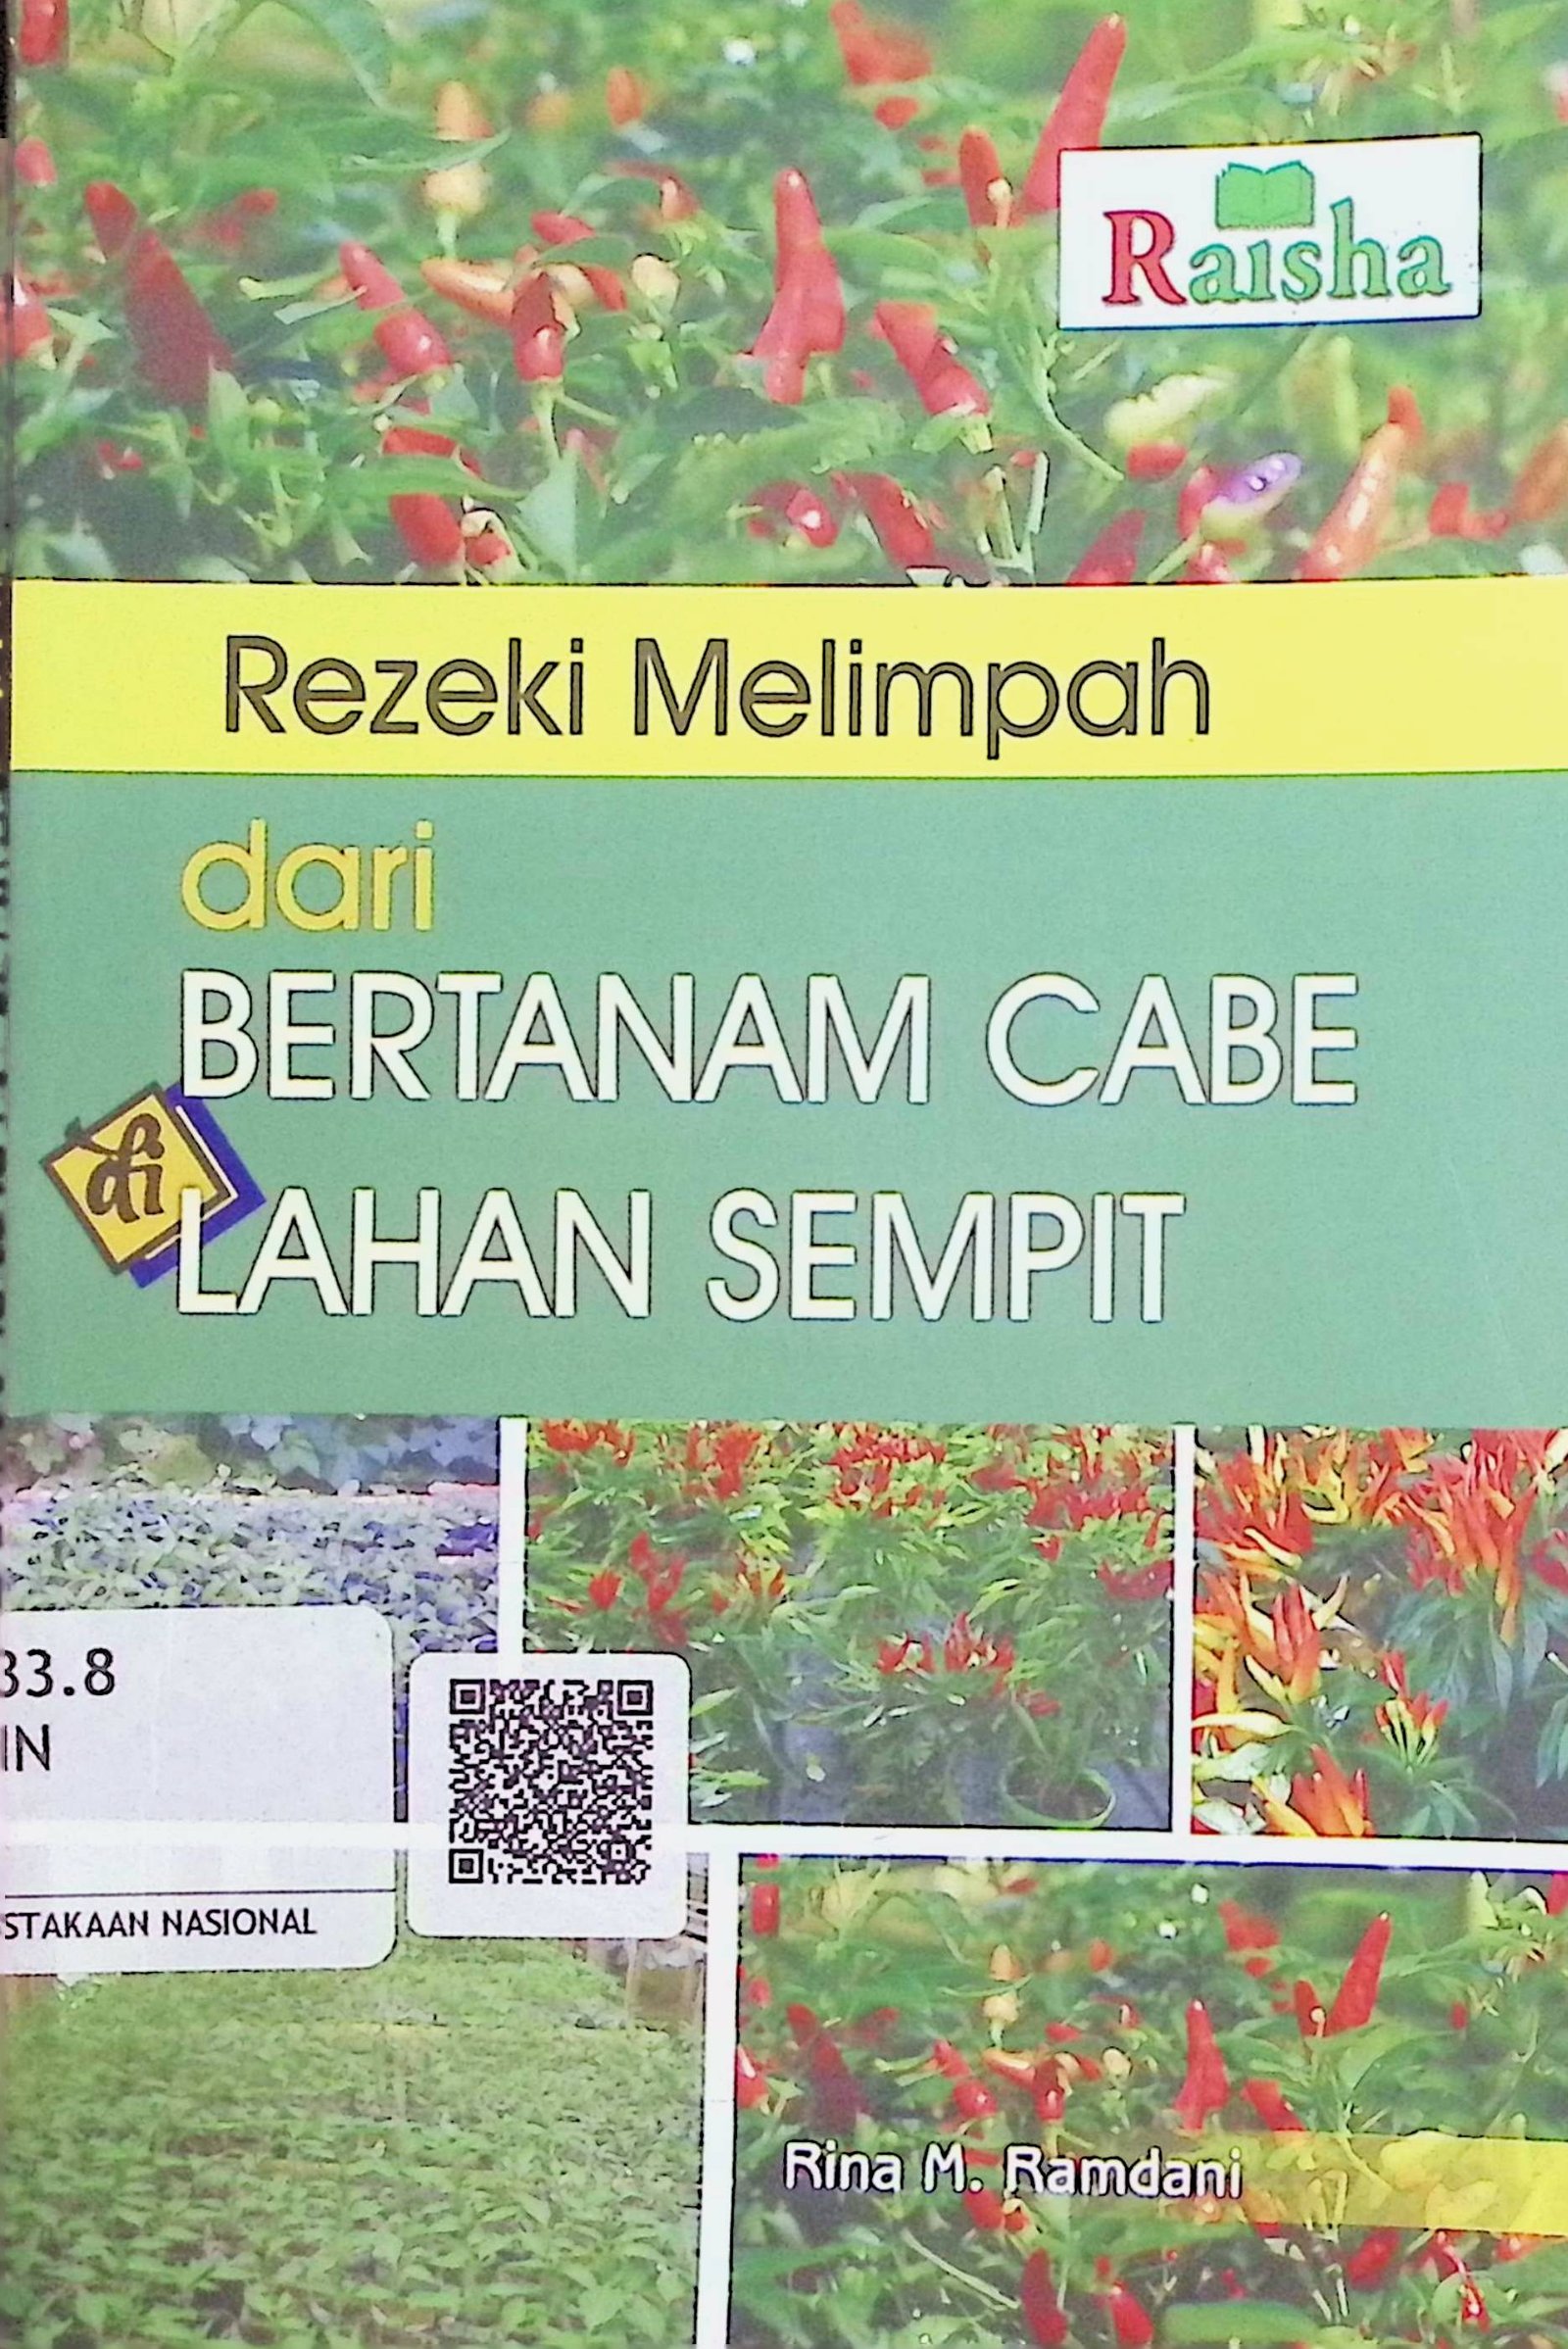 Raisha
Rezeki Melimpah
dari
BERTANAM CABE
di
LAHAN SEMPIT
33.8
IN
STAKAAN NASIONAL
Rina M. Ramdani